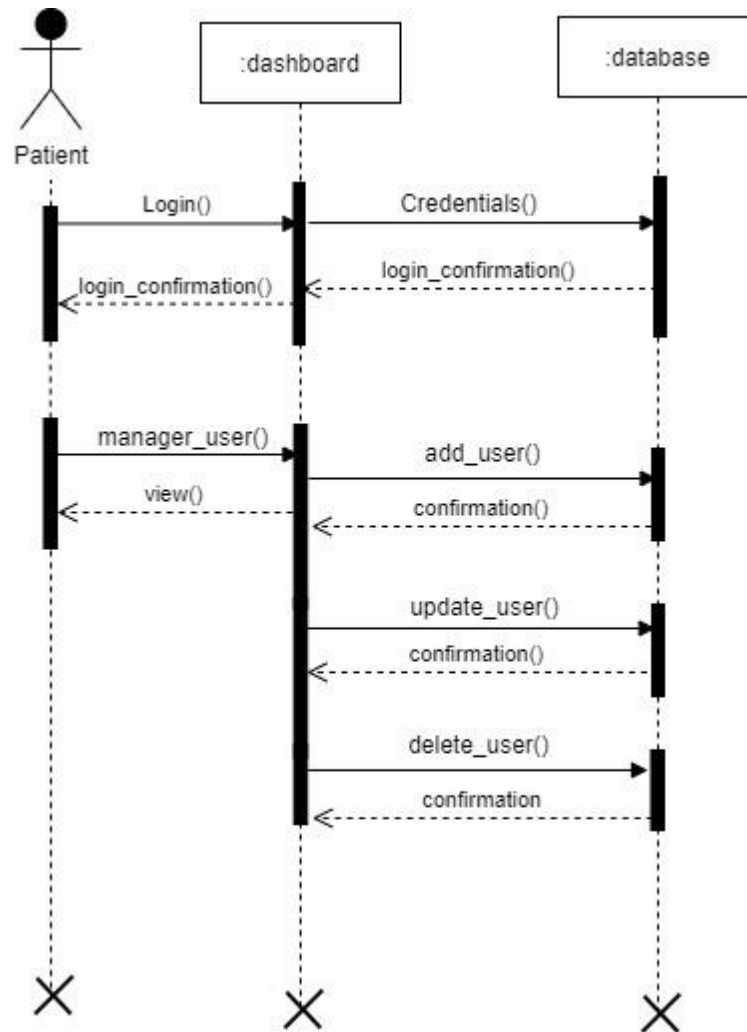 :dashboard
:database
Patient
Login()
Credentials()
login_confirmation()
login_confirmation()
manager_user()
add_user()
view()
confirmation()
update_user()
confirmation()
delete_user()
confirmation